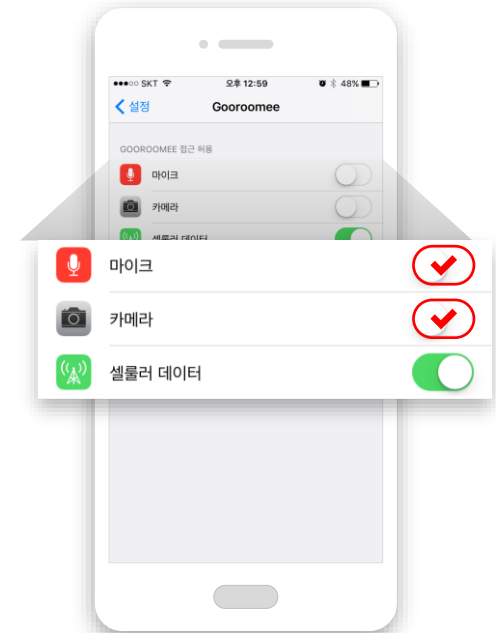 SKT 오후 12:59 48%
설정 Gooroomee
GOOROOMEE 접근 허용
마이크
카메라
셀룰러 데이터
마이크
카메라
셀룰러 데이터